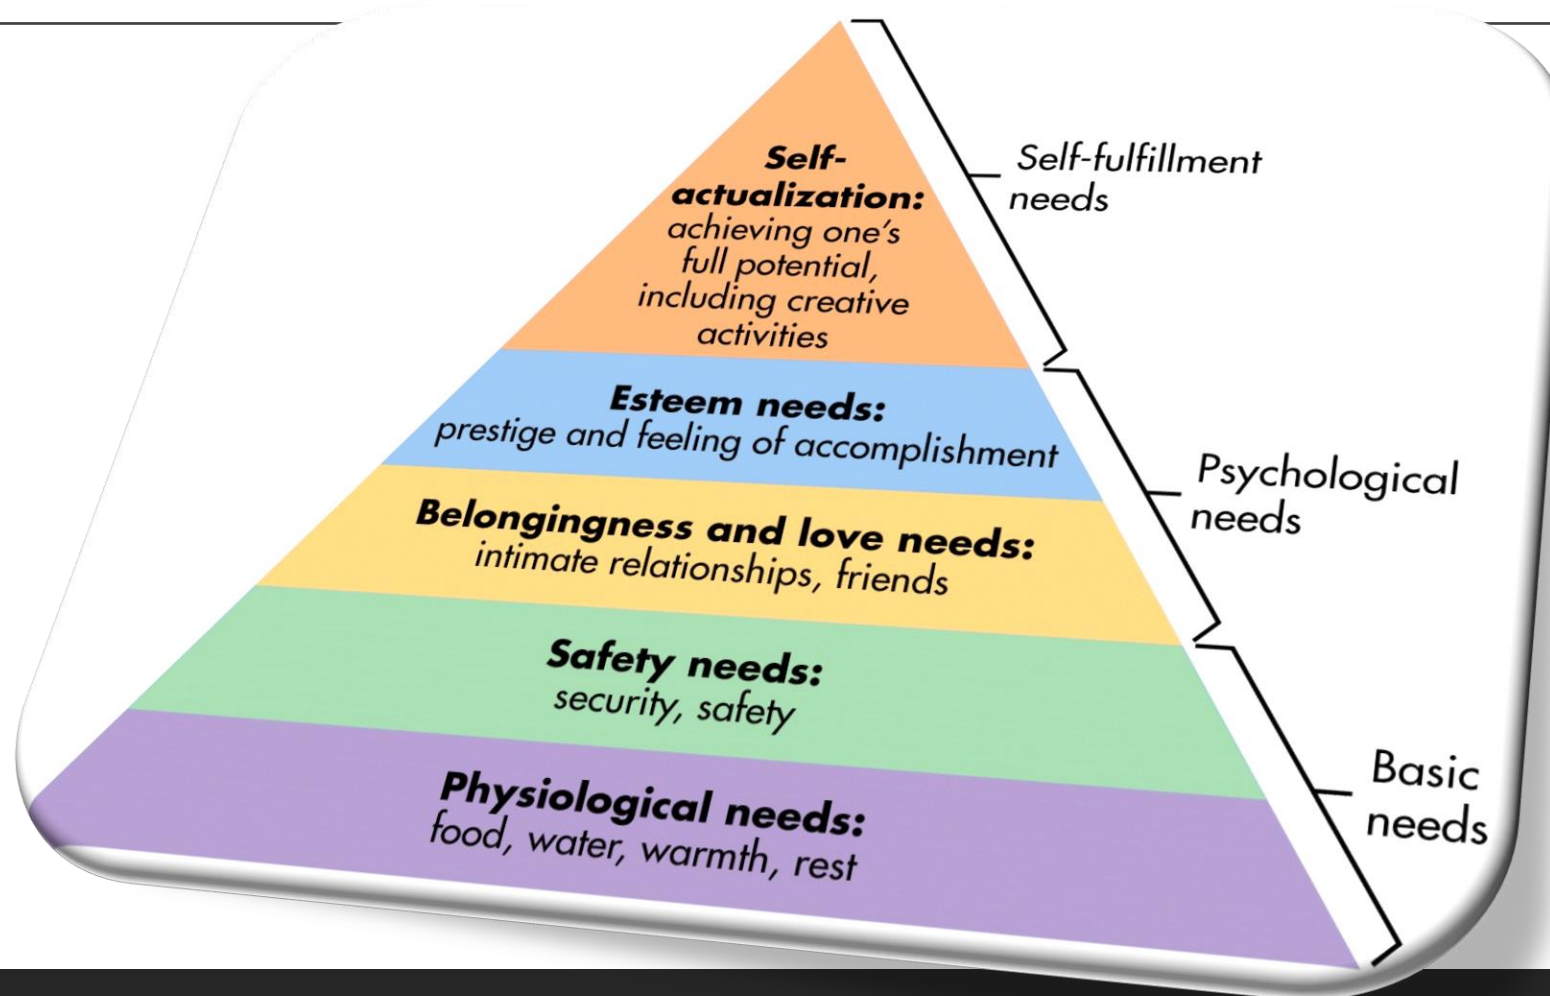 Self-
actualization:
achieving one's
full potential,
including creative
activities
Self-fulfillment
needs
Esteem needs:
prestige and feeling of accomplishment
Belongingness and love needs:
intimate relationships, friends
Psychological
needs
Safety needs:
security, safety
Physiological needs:
food, water, warmth, rest
Basic
needs